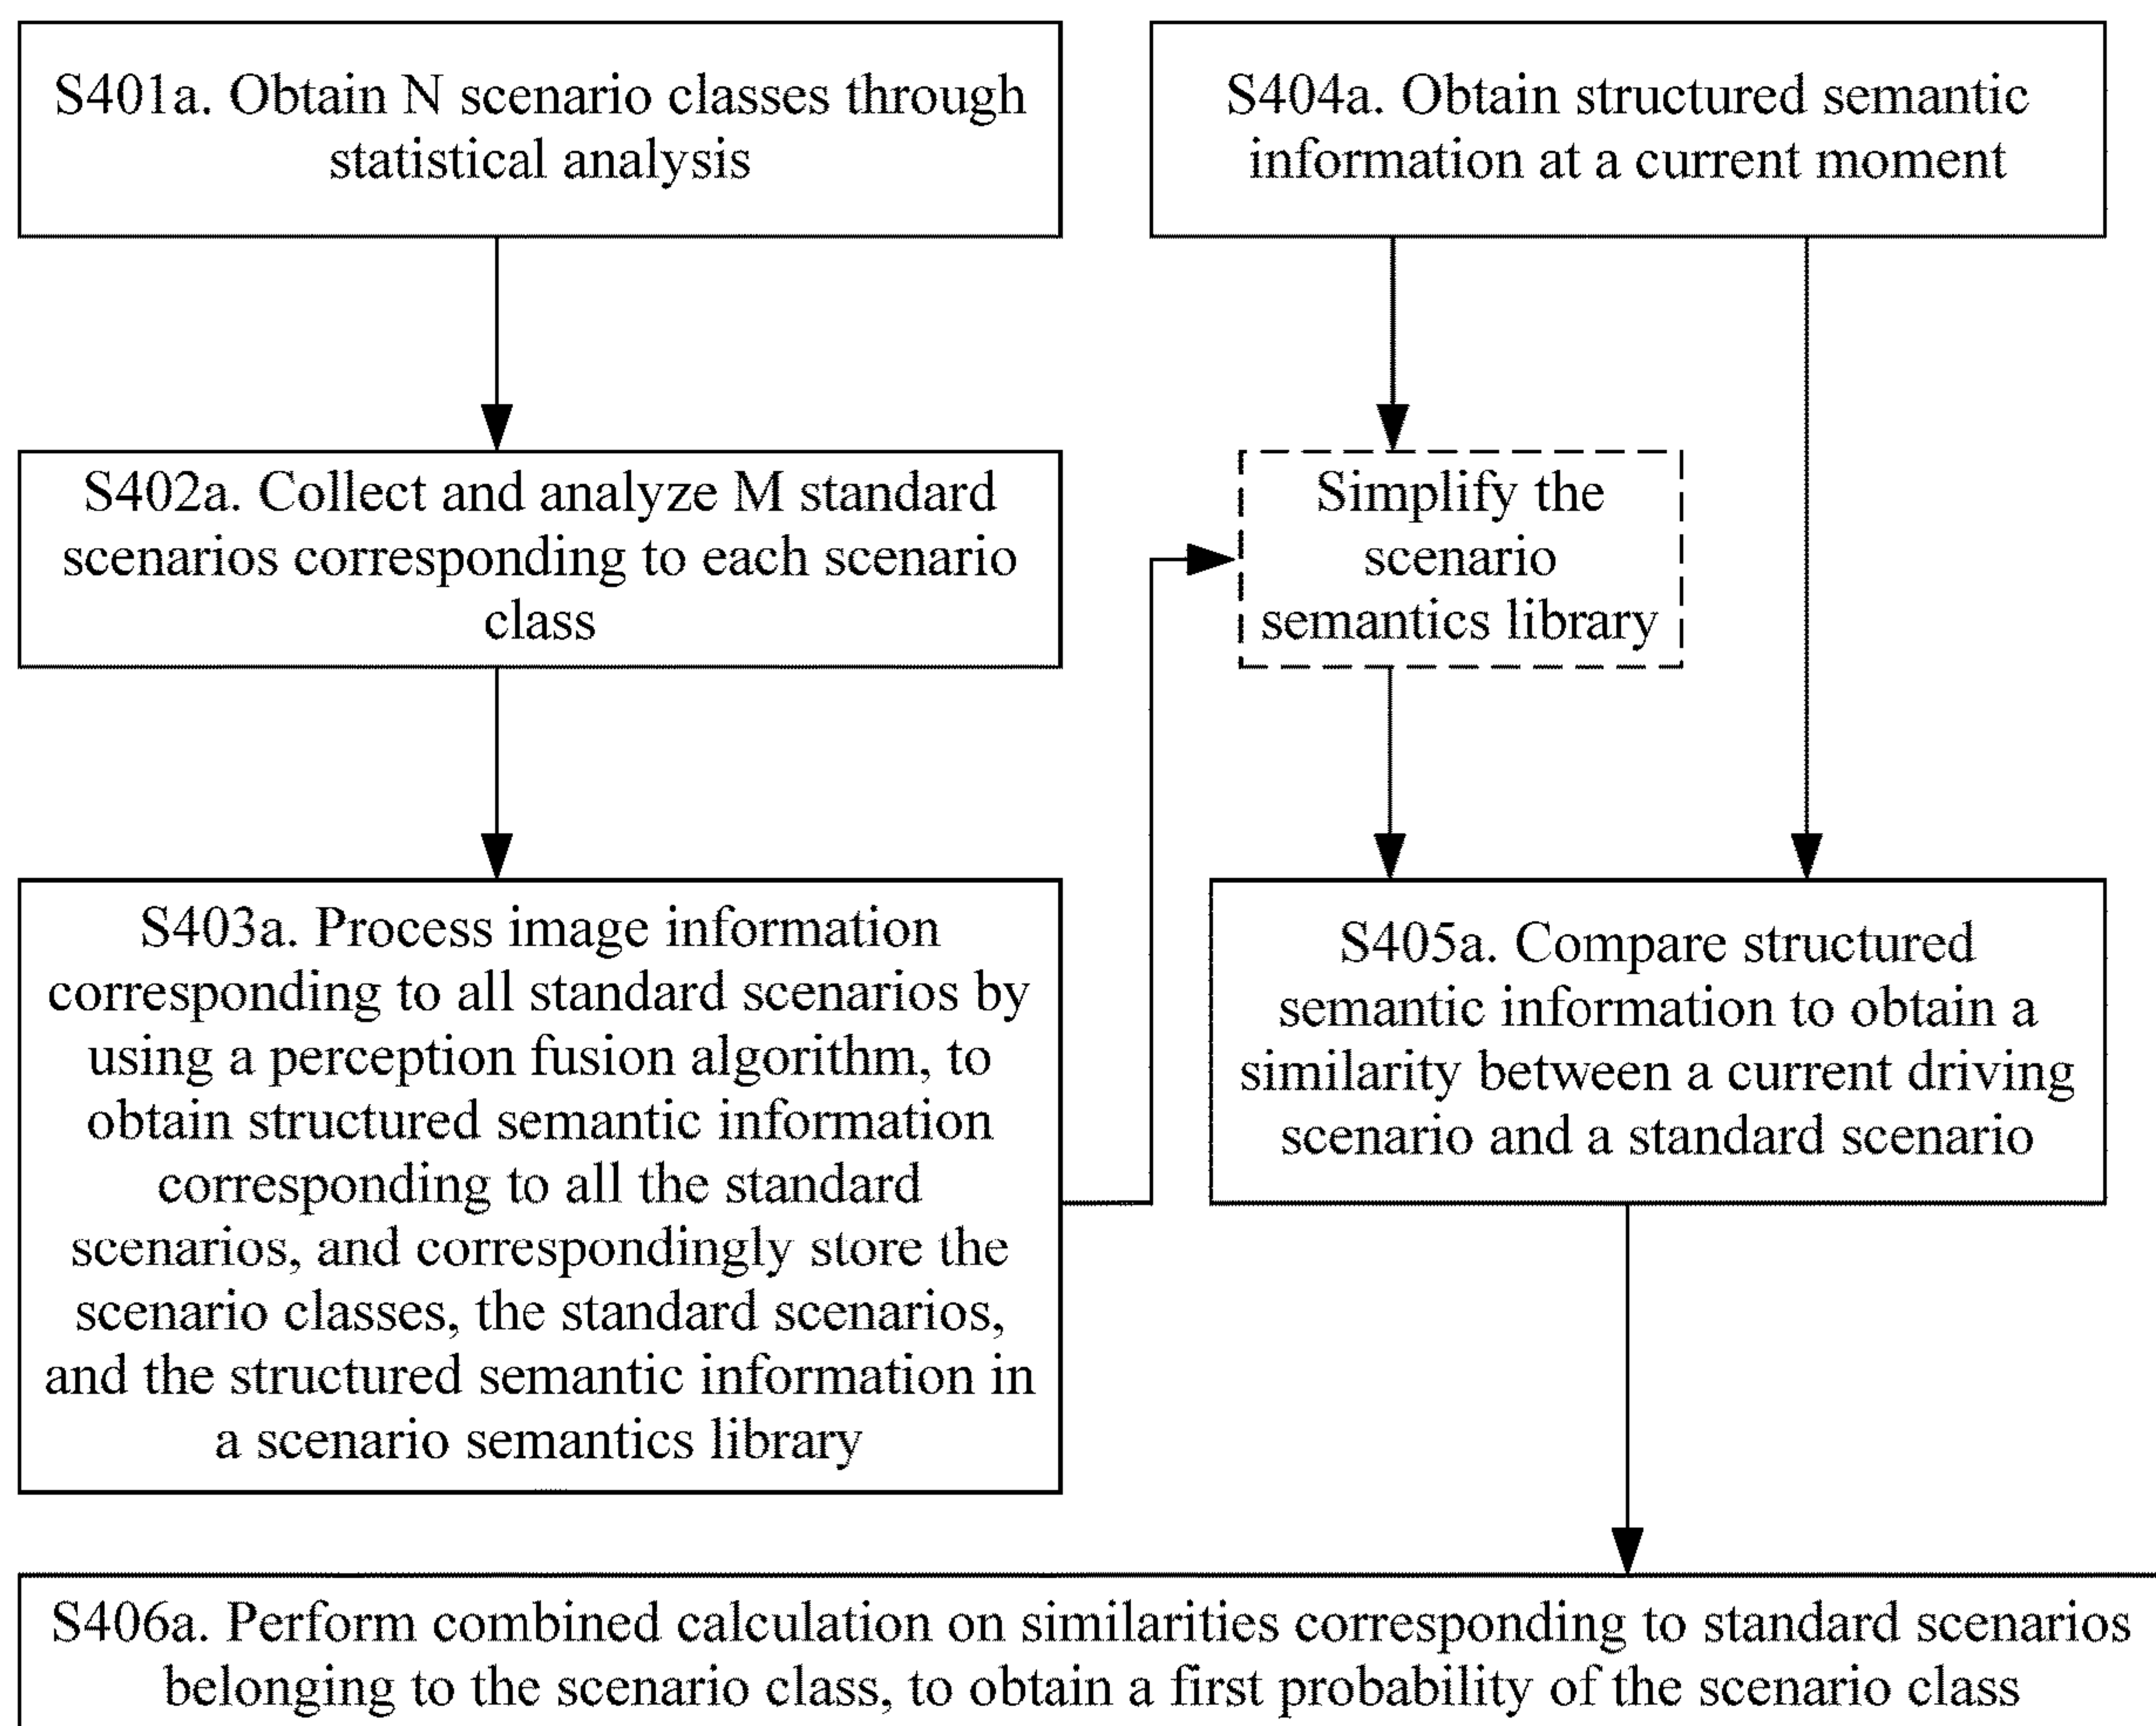 S401a. Obtain N scenario classes through
statistical analysis
S404a. Obtain structured semantic
information at a current moment
S402a. Collect and analyze M standard
scenarios corresponding to each scenario
class
Simplify the
scenario
semantics library
S403a. Process image information
corresponding to all standard scenarios by
using a perception fusion algorithm, to
obtain structured semantic information
corresponding to all the standard
scenarios, and correspondingly store the
scenario classes, the standard scenarios,
and the structured semantic information in
a scenario semantics library
S405a. Compare structured
semantic information to obtain a
similarity between a current driving
scenario and a standard scenario
S406a. Perform combined calculation on similarities corresponding to standard scenarios
belonging to the scenario class, to obtain a first probability of the scenario class